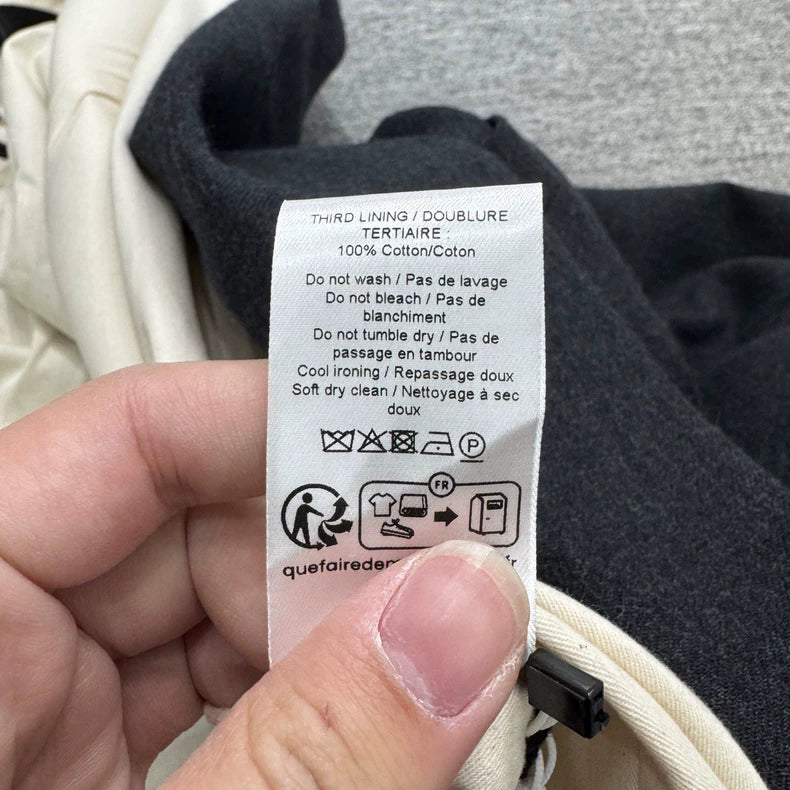 THIRD LINING / DOUBLURE
TERTIAIRE :
100% Cotton/Coton
Do not wash / Pas de lavage
Do not bleach / Pas de
blanchiment
Do not tumble dry / Pas de
passage en tambour
Cool ironing / Repassage doux
Soft dry clean / Nettoyage à sec
doux
P
FR